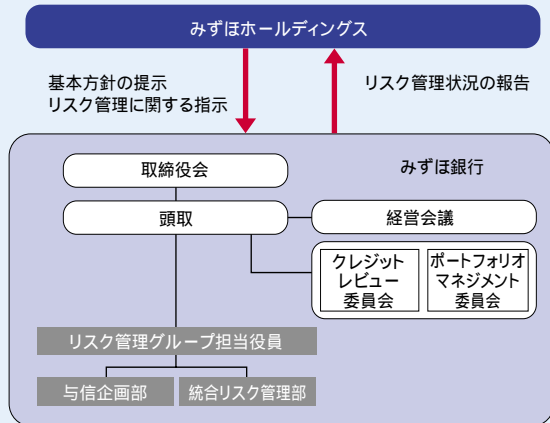 みずほホールディングス
基本方針の提示
リスク管理に関する指示
リスク管理状況の報告
みずほ銀行
取締役会
頭取
経営会議
クレジット
レビュー
委員会
ポートフォリオ
マネジメント
委員会
リスク管理グループ担当役員
与信企画部
統合リスク管理部